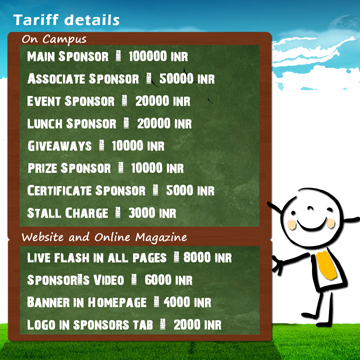 Tariff details
On Campus
Main Sponsor - 100000 INR
Associate Sponsor - 50000 INR
Event Sponsor - 20000 INR
Lunch Sponsor - 20000 INR
Giveaways - 10000 INR
Prize Sponsor - 10000 INR
Certificate Sponsor - 5000 INR
Stall Charge - 3000 INR
Website and Online Magazine
Live flash in all pages - 8000 INR
Sponsor's Video - 6000 INR
Banner in Homepage - 4000 INR
Logo in sponsors tab - 2000 INR